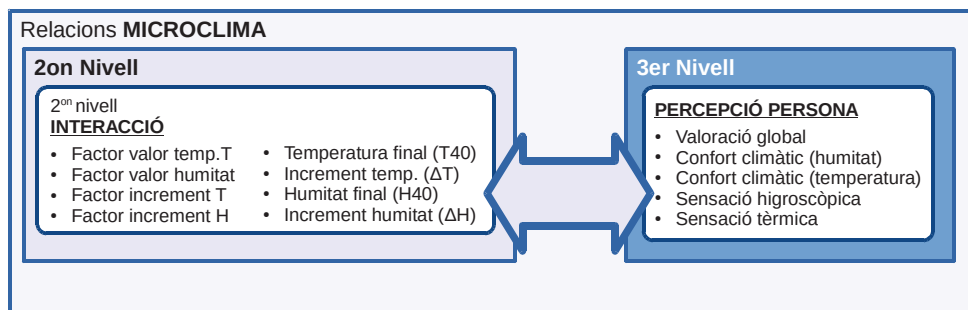 Relacions MICROCLIMA
2on Nivell
2on nivell
INTERACCIÓ
• Factor valor temp.T
• Factor valor humitat
• Factor increment T
• Factor increment H
• Temperatura final (T40)
• Increment temp. (ΔT)
• Humitat final (H40)
• Increment humitat (ΔH)
3er Nivell
PERCEPCIÓ PERSONA
• Valoració global
• Confort climàtic (humitat)
• Confort climàtic (temperatura)
• Sensació higroscòpica
• Sensació tèrmica